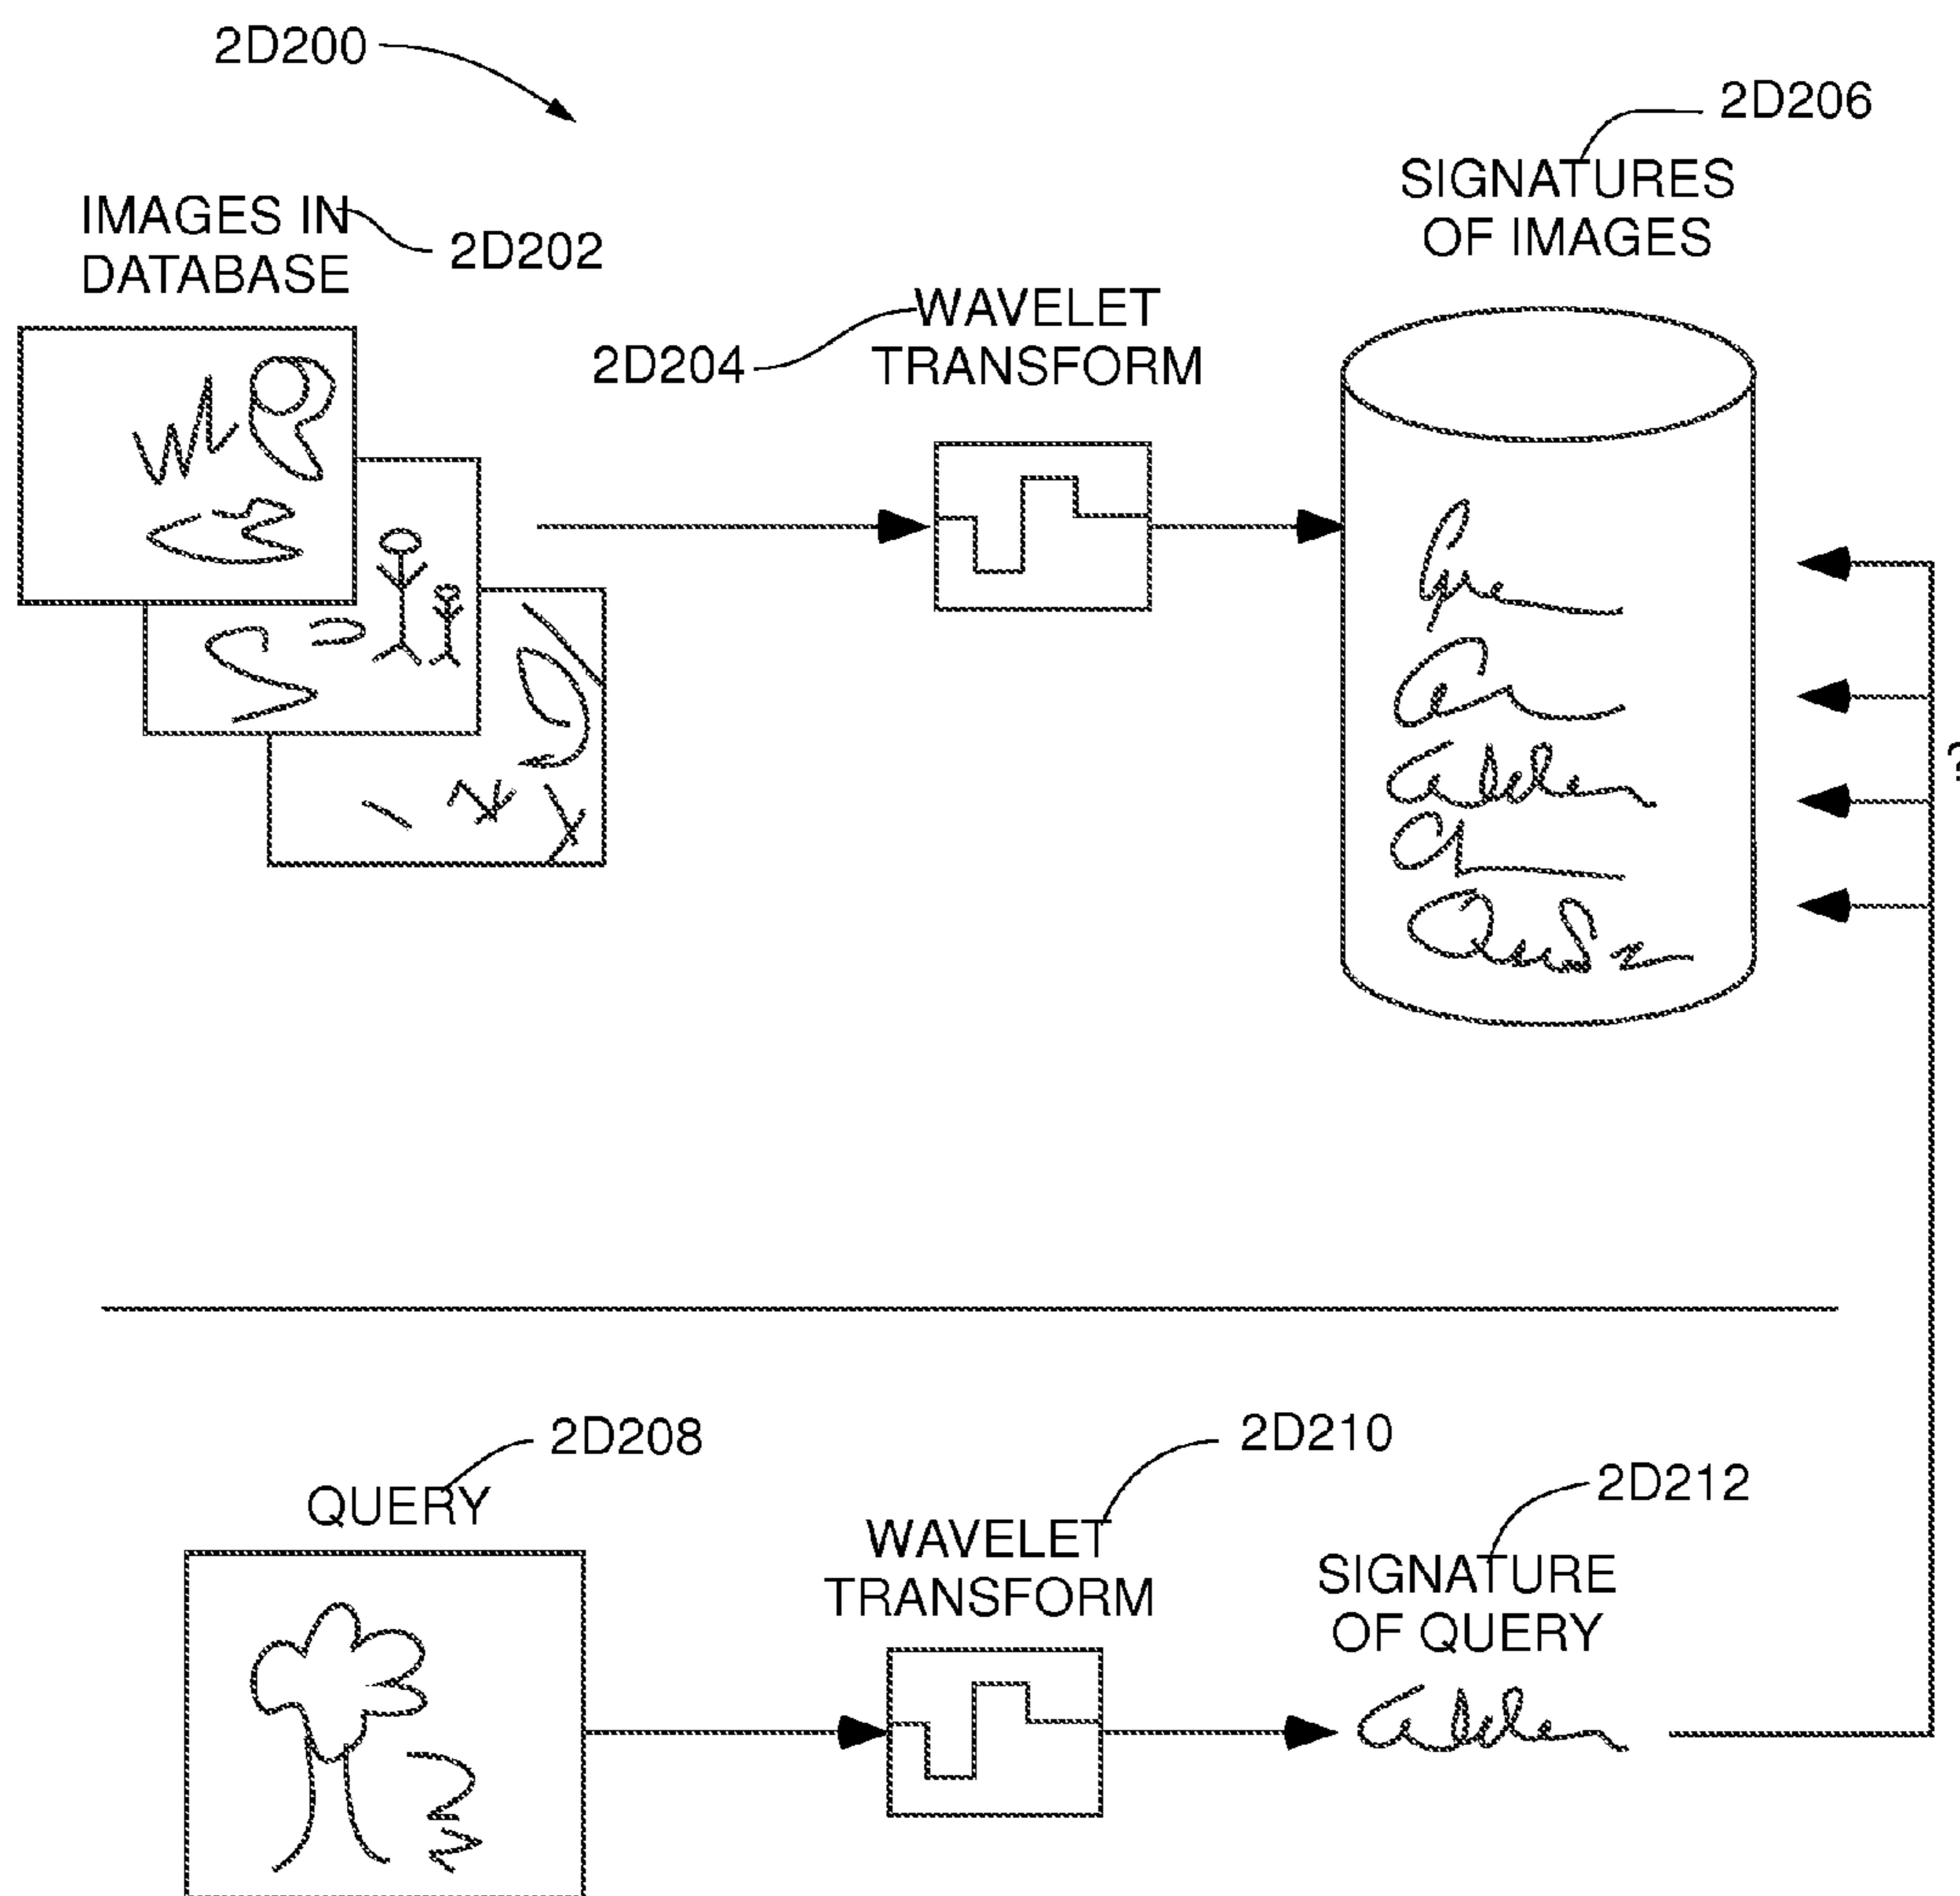 2D200
2D206
SIGNATURES
OF IMAGES
IMAGES IN
DATABASE
2D202
WAVELET
TRANSFORM
2D204
?
2D208
QUERY
2D210
WAVELET
TRANSFORM
2D212
SIGNATURE
OF QUERY